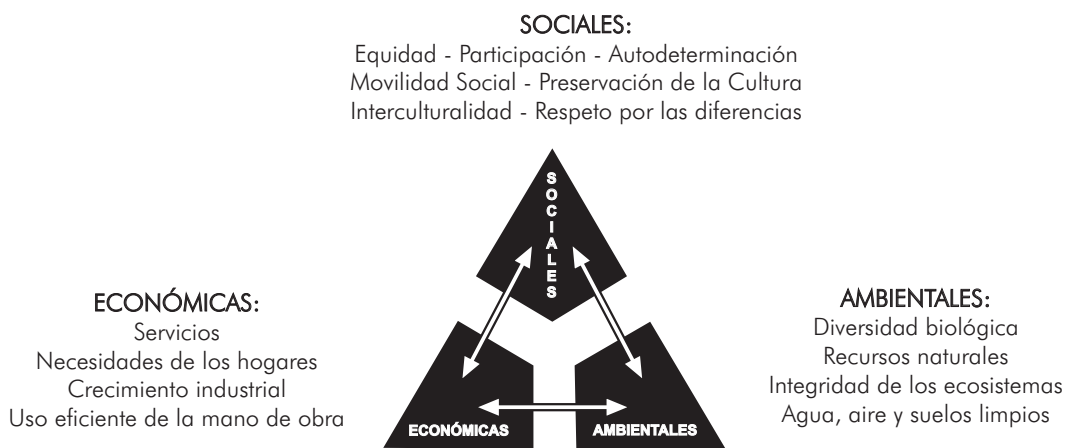 SOCIALES:
Equidad - Participación - Autodeterminación
Movilidad Social - Preservación de la Cultura
Interculturalidad - Respeto por las diferencias
SOCIALES
ECONÓMICAS:
Servicios
Necesidades de los hogares
Crecimiento industrial
Uso eficiente de la mano de obra
AMBIENTALES:
Diversidad biológica
Recursos naturales
Integridad de los ecosistemas
Agua, aire y suelos limpios
ECONÓMICAS
AMBIENTALES